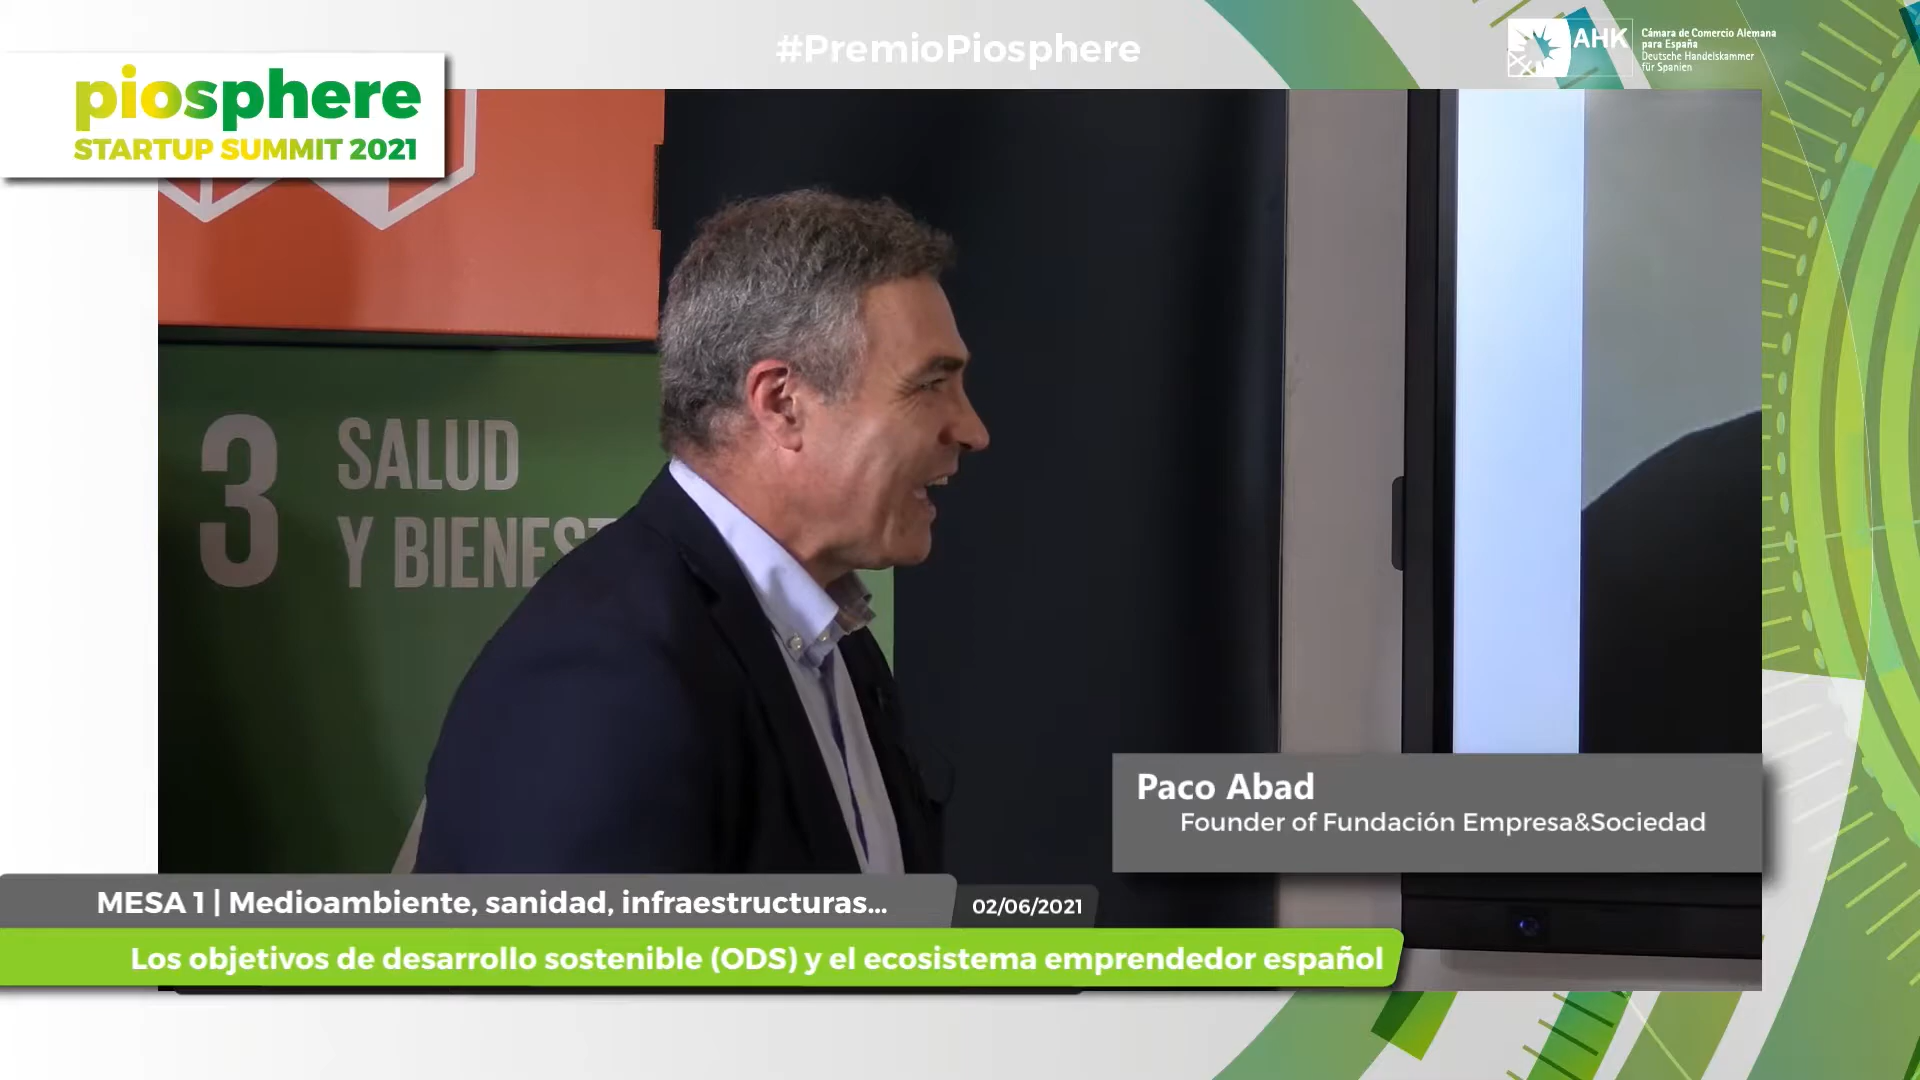 #PremioPiosphere
AHK
Cámara de Comercio Alemana
para España
Deutsche Handelskammer
für Spanien
piosphere
STARTUP SUMMIT 2021
3 SALUD
Y BIENEST
Paco Abad
Founder of Fundación Empresa&Sociedad
MESA 1 | Medioambiente, sanidad, infraestructuras...
02/06/2021
Los objetivos de desarrollo sostenible (ODS) y el ecosistema emprendedor español